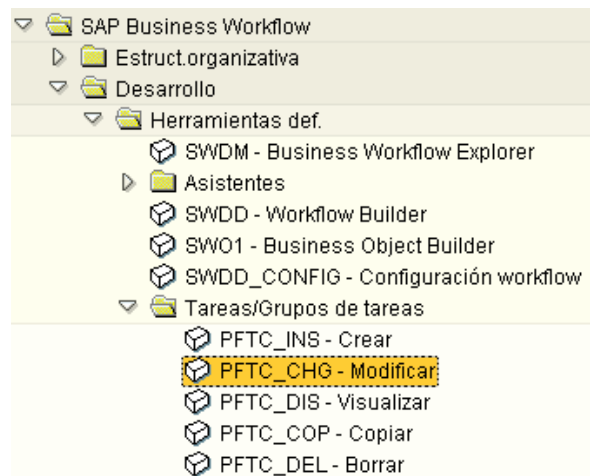 SAP Business Workflow
Estruct.organizativa
Desarrollo
Herramientas def.
SWDM - Business Workflow Explorer
Asistentes
SWDD - Workflow Builder
SWO1 - Business Object Builder
SWDD_CONFIG - Configuración workflow
Tareas/Grupos de tareas
PFTC_INS - Crear
PFTC_CHG - Modificar
PFTC_DIS - Visualizar
PFTC_COP - Copiar
PFTC_DEL - Borrar